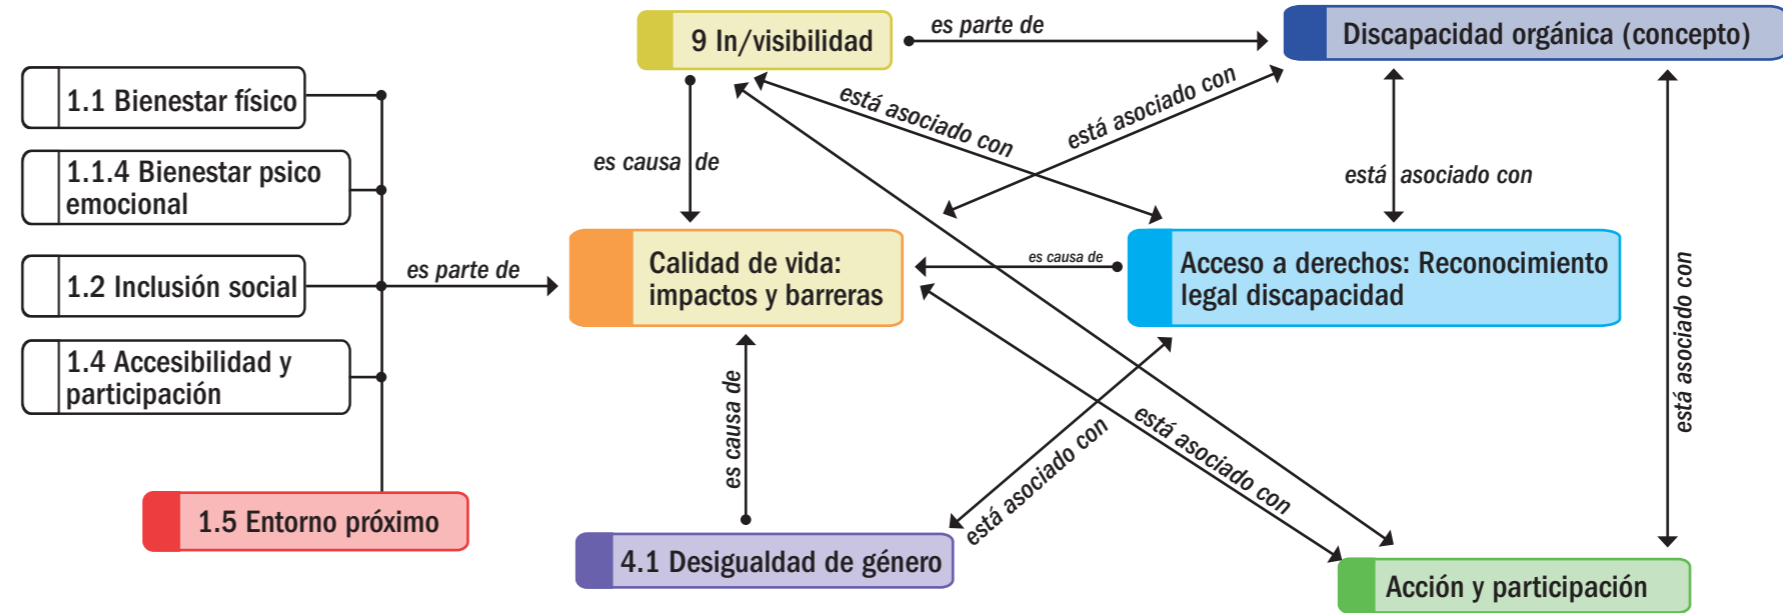 9 In/visibilidad
es parte de
Discapacidad orgánica (concepto)
1.1 Bienestar físico
está asociado con
está asociado con
1.1.4 Bienestar psico
emocional
es causa de
está asociado con
1.2 Inclusión social
es parte de
Calidad de vida:
impactos y barreras
es causa de
Acceso a derechos: Reconocimiento
legal discapacidad
está asociado con
1.4 Accesibilidad y
participación
es causa de
está asociado con
está asociado con
1.5 Entorno próximo
4.1 Desigualdad de género
Acción y participación